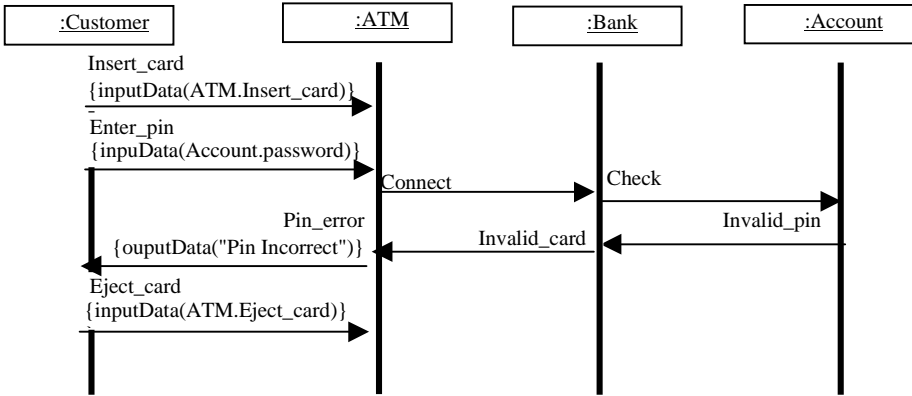 :Customer
:ATM
:Bank
:Account
Insert_card
{inputData(ATM.Insert_card)}
Enter_pin
{inpuData(Account.password)}
Connect
Check
Invalid_pin
Invalid_card
Pin_error
{ouputData("Pin Incorrect")}
Eject_card
{inputData(ATM.Eject_card)}